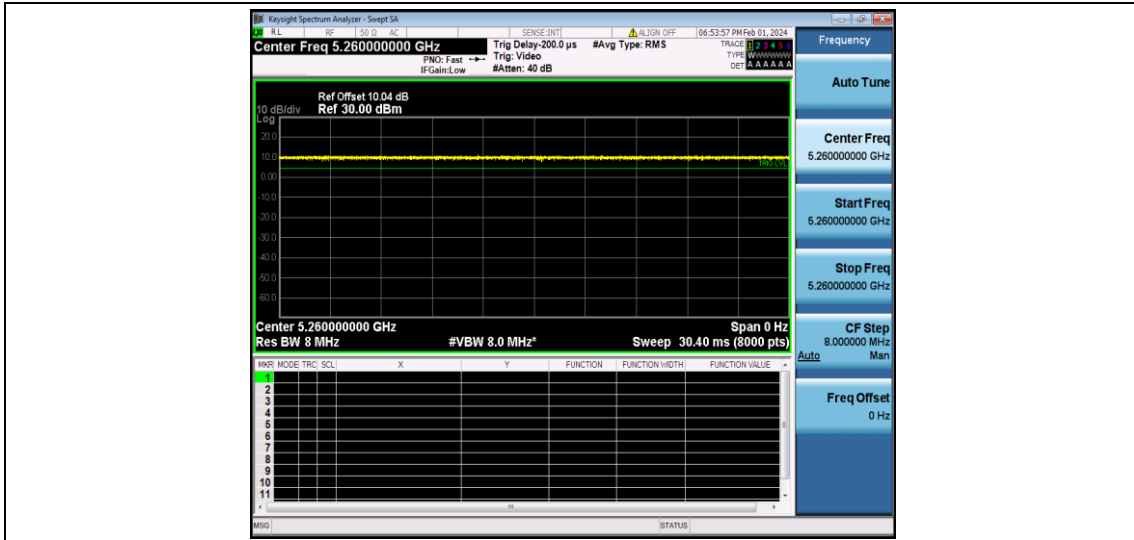 Keysight Spectrum Analyzer - Swept SA
RL RF 50 Ω AC SENSE:INT ALIGN OFF 06:53:57 PM Feb 01, 2024
Center Freq 5.260000000 GHz Trig Delay-200.0 µs #Avg Type: RMS TRACE 1 2 3 4 5 6
PNO: Fast Trig: Video TYPE WWWWWW
IFGain:Low #Atten: 40 dB DET A A A A A A
Ref Offset 10.04 dB
10 dB/div Ref 30.00 dBm
Log
20.0
10.0
TRIG LVL
0.00
-10.0
-20.0
-30.0
-40.0
-50.0
-60.0
Center 5.260000000 GHz Span 0 Hz
Res BW 8 MHz #VBW 8.0 MHz* Sweep 30.40 ms (8000 pts)
MKR MODE TRC SCL X Y FUNCTION FUNCTION WIDTH FUNCTION VALUE
1
2
3
4
5
6
7
8
9
10
11
MSG STATUS
Frequency
Auto Tune
Center Freq
5.260000000 GHz
Start Freq
5.260000000 GHz
Stop Freq
5.260000000 GHz
CF Step
8.000000 MHz
Auto Man
Freq Offset
0 Hz